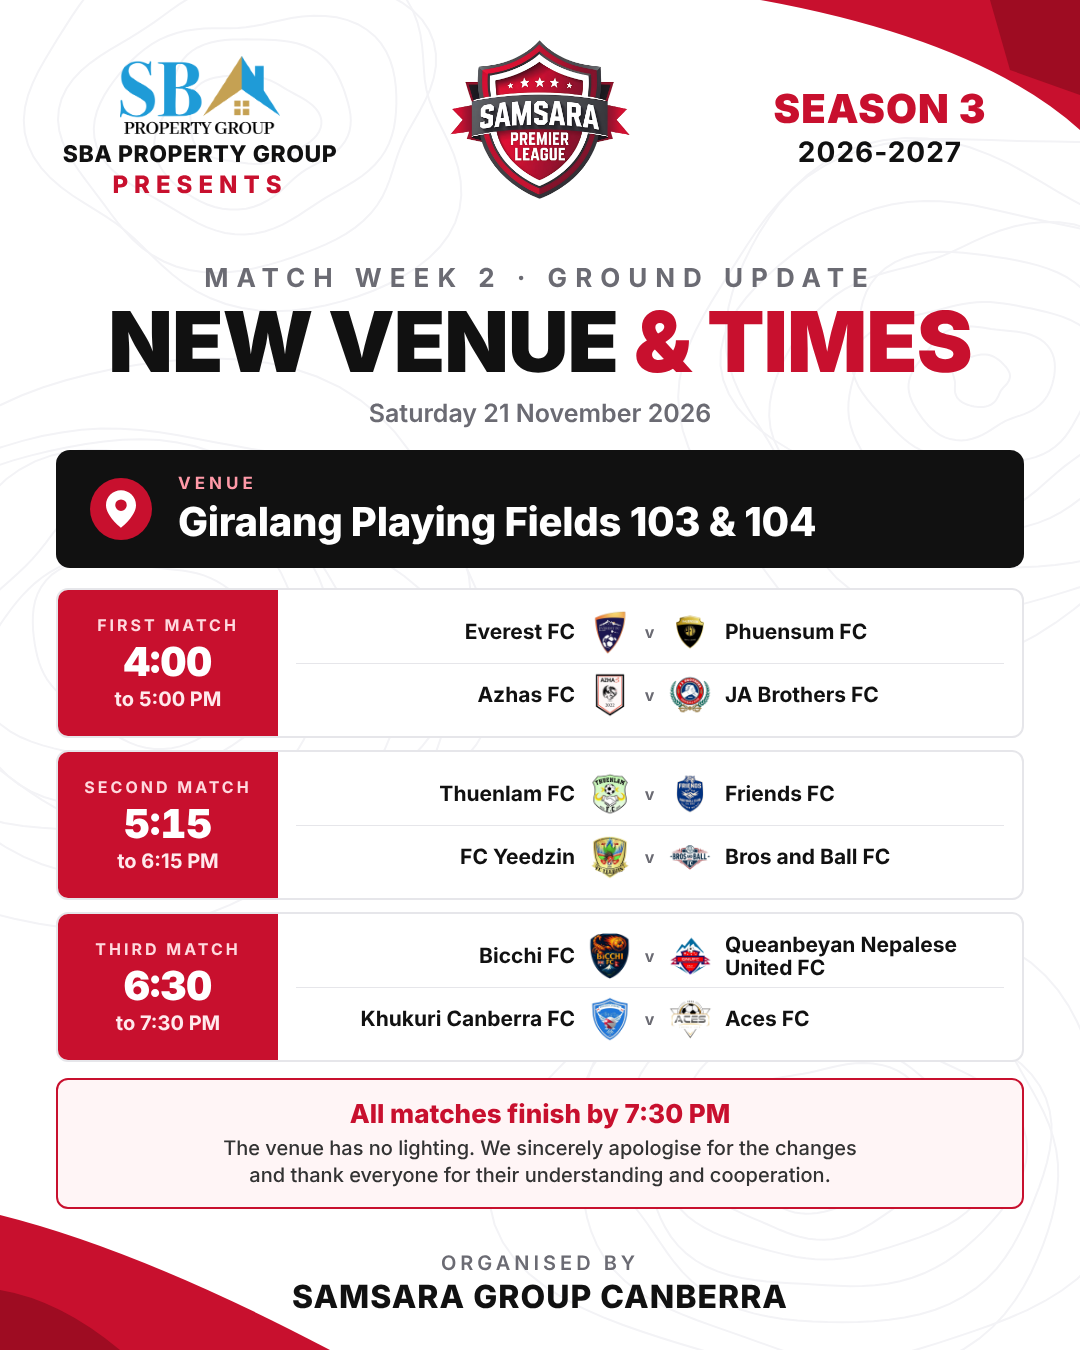 SBA
PROPERTY GROUP
SBA PROPERTY GROUP
PRESENTS
SAMSARA
PREMIER
LEAGUE
SEASON 3
2026-2027
MATCH WEEK 2 · GROUND UPDATE
NEW VENUE & TIMES
Saturday 21 November 2026
VENUE
Giralang Playing Fields 103 & 104
FIRST MATCH
4:00
to 5:00 PM
Everest FC v Phuensum FC
Azhas FC v JA Brothers FC
SECOND MATCH
5:15
to 6:15 PM
Thuenlam FC v Friends FC
FC Yeedzin v Bros and Ball FC
THIRD MATCH
6:30
to 7:30 PM
Bicchi FC v Queanbeyan Nepalese
United FC
Khukuri Canberra FC v Aces FC
All matches finish by 7:30 PM
The venue has no lighting. We sincerely apologise for the changes
and thank everyone for their understanding and cooperation.
ORGANISED BY
SAMSARA GROUP CANBERRA